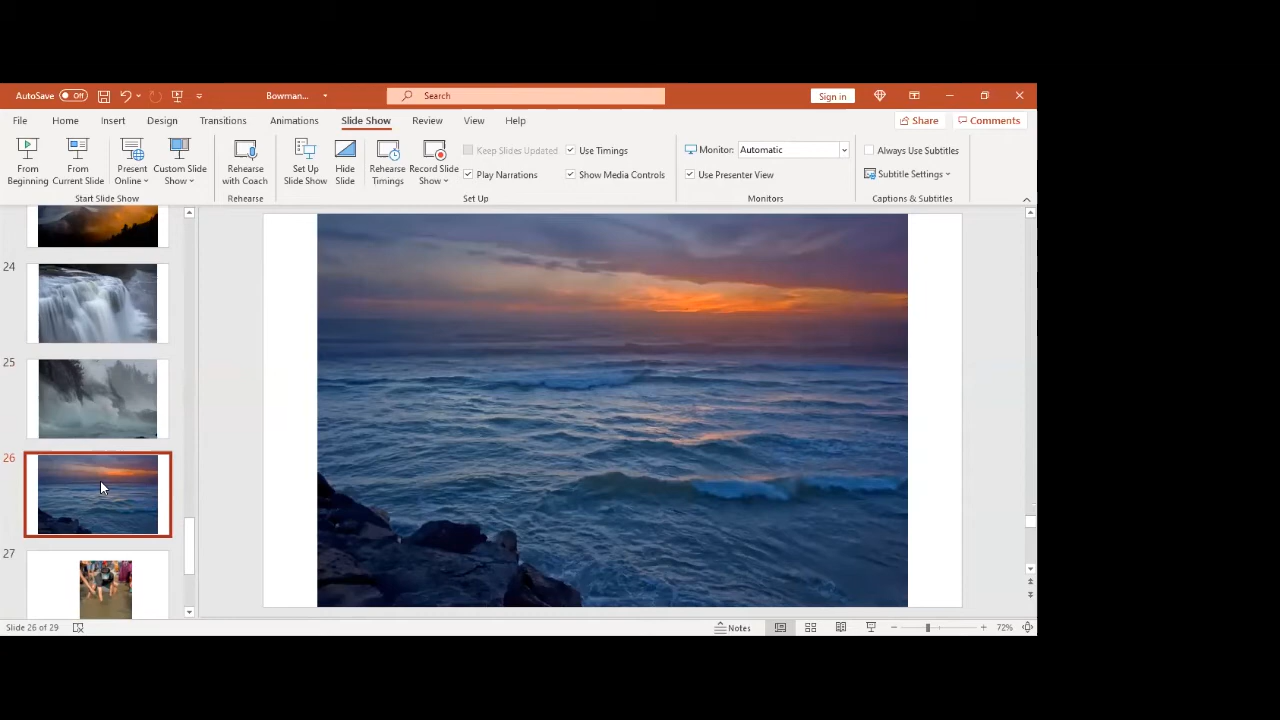 AutoSave Off Bowman... Search Sign in
File Home Insert Design Transitions Animations Slide Show Review View Help Share Comments
From Beginning
From Current Slide
Present Online
Custom Slide Show
Start Slide Show
Rehearse with Coach
Rehearse
Set Up Slide Show
Hide Slide
Rehearse Timings
Record Slide Show
Keep Slides Updated
Play Narrations
Use Timings
Show Media Controls
Set Up
Monitor: Automatic
Use Presenter View
Monitors
Always Use Subtitles
Subtitle Settings
Captions & Subtitles
24
25
26
27
Slide 26 of 29 Notes 72%